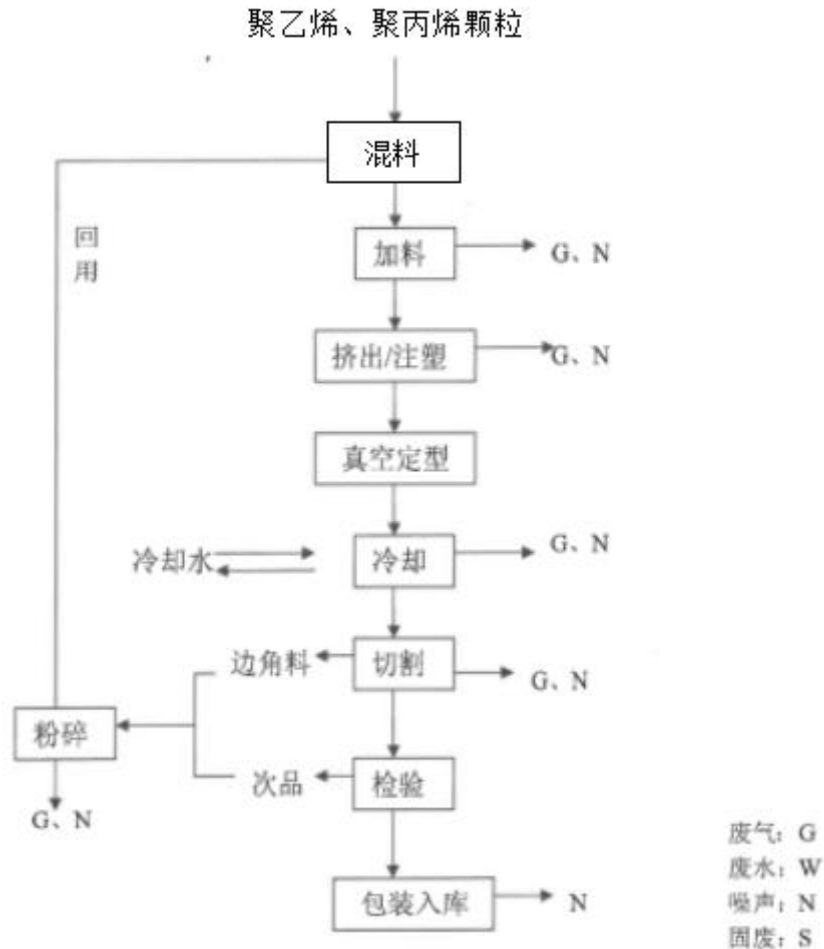 聚乙烯、聚丙烯颗粒
混料
回
用
加料
G、N
挤出/注塑
G、N
真空定型
冷却水
冷却
G、N
边角料
切割
G、N
粉碎
次品
检验
G、N
包装入库
N
废气：G
废水：W
噪声：N
固废：S